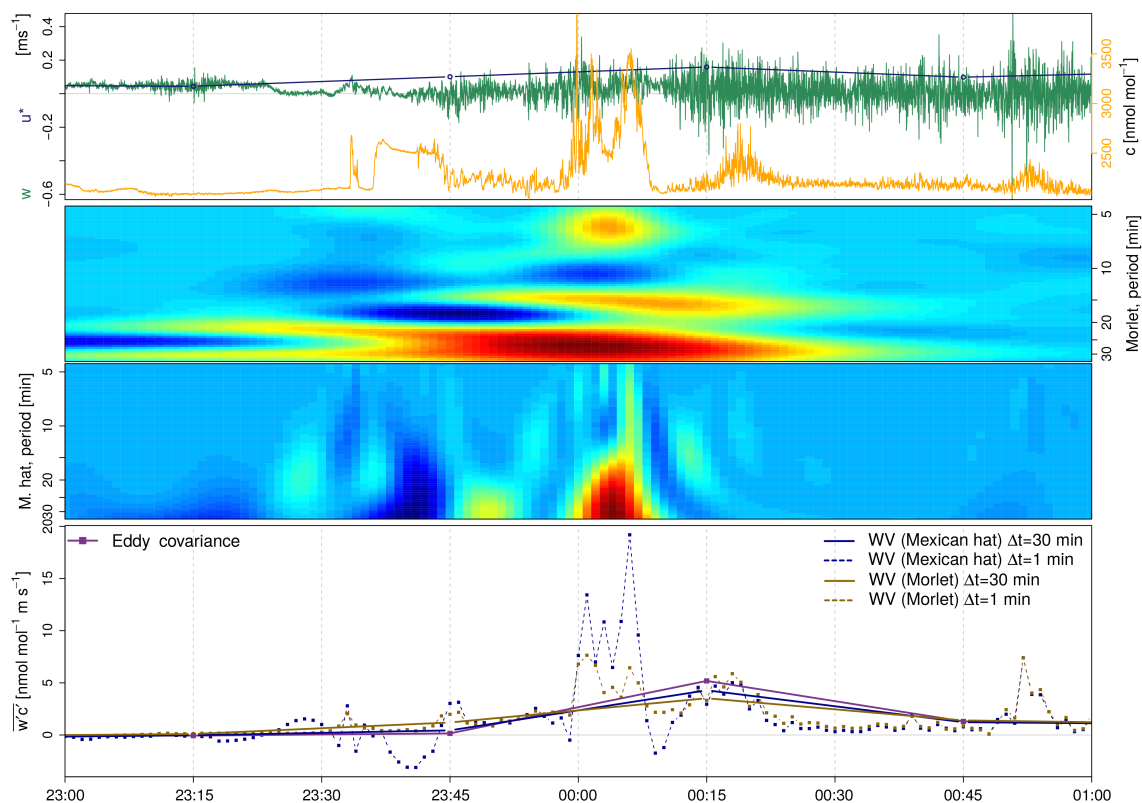 [ms⁻¹]
u*
w
0.4
0.2
−0.2
−0.6
3500
3000
2500
c [nmol mol⁻¹]
5
10
20
30
Morlet, period [min]
5
10
20
30
M. hat, period [min]
20
15
10
5
0
w'c' [nmol mol⁻¹ m s⁻¹]
Eddy covariance
WV (Mexican hat) Δt=30 min
WV (Mexican hat) Δt=1 min
WV (Morlet) Δt=30 min
WV (Morlet) Δt=1 min
23:00 23:15 23:30 23:45 00:00 00:15 00:30 00:45 01:00